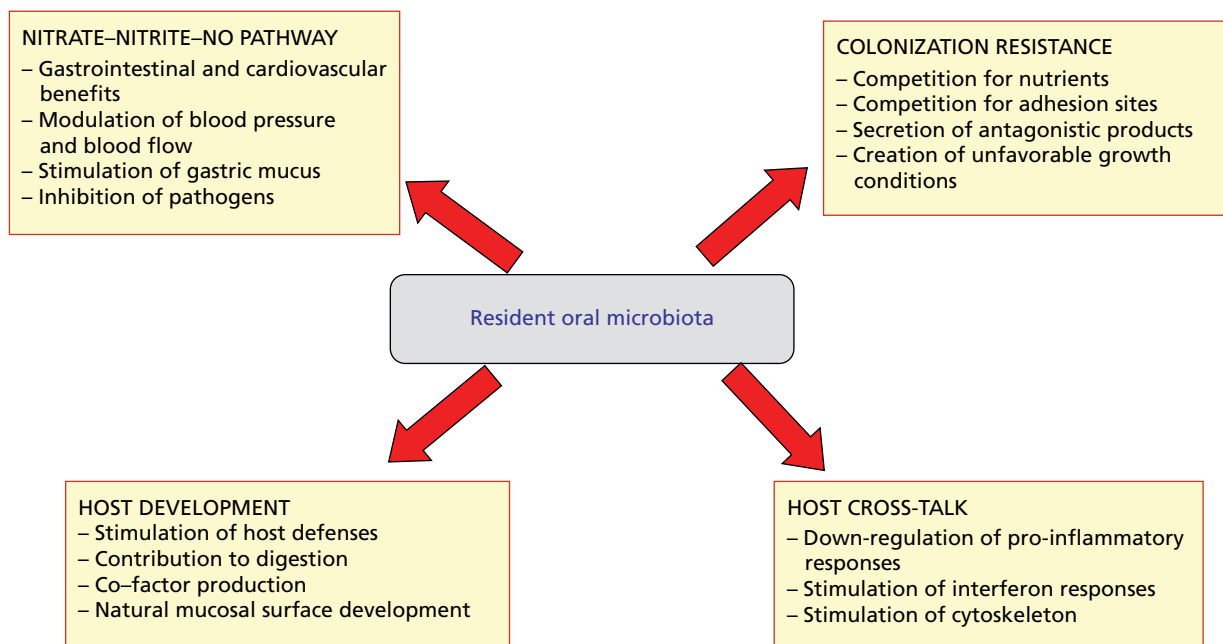 NITRATE–NITRITE–NO PATHWAY
– Gastrointestinal and cardiovascular
benefits
– Modulation of blood pressure
and blood flow
– Stimulation of gastric mucus
– Inhibition of pathogens
COLONIZATION RESISTANCE
– Competition for nutrients
– Competition for adhesion sites
– Secretion of antagonistic products
– Creation of unfavorable growth
conditions
Resident oral microbiota
HOST DEVELOPMENT
– Stimulation of host defenses
– Contribution to digestion
– Co–factor production
– Natural mucosal surface development
HOST CROSS-TALK
– Down-regulation of pro-inflammatory
responses
– Stimulation of interferon responses
– Stimulation of cytoskeleton